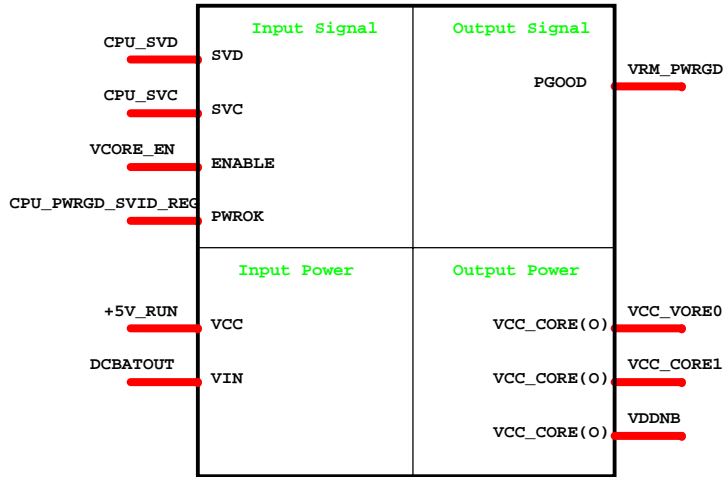 Input Signal Output Signal
CPU_SVD
SVD
VRM_PWRGD
PGOOD
CPU_SVC
SVC
VCORE_EN
ENABLE
CPU_PWRGD_SVID_REG
PWROK
Input Power Output Power
+5V_RUN
VCC
VCC_CORE(O)
VCC_VORE0
DCBATOUT
VIN
VCC_CORE(O)
VCC_CORE1
VCC_CORE(O)
VDDNB